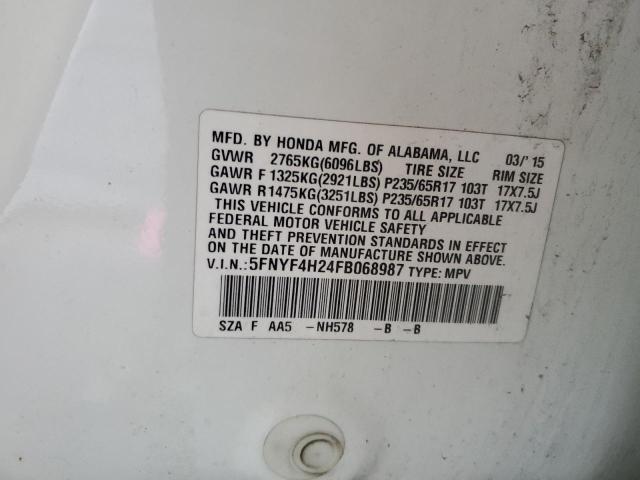 MFD. BY HONDA MFG. OF ALABAMA, LLC 03/'15
GVWR 2765KG(6096LBS) TIRE SIZE RIM SIZE
GAWR F 1325KG(2921LBS) P235/65R17 103T 17X7.5J
GAWR R1475KG(3251LBS) P235/65R17 103T 17X7.5J
THIS VEHICLE CONFORMS TO ALL APPLICABLE
FEDERAL MOTOR VEHICLE SAFETY
AND THEFT PREVENTION STANDARDS IN EFFECT
ON THE DATE OF MANUFACTURE SHOWN ABOVE.
V.I.N.:5FNYF4H24FB068987 TYPE: MPV
SZA F AA5 -NH578 -B -B